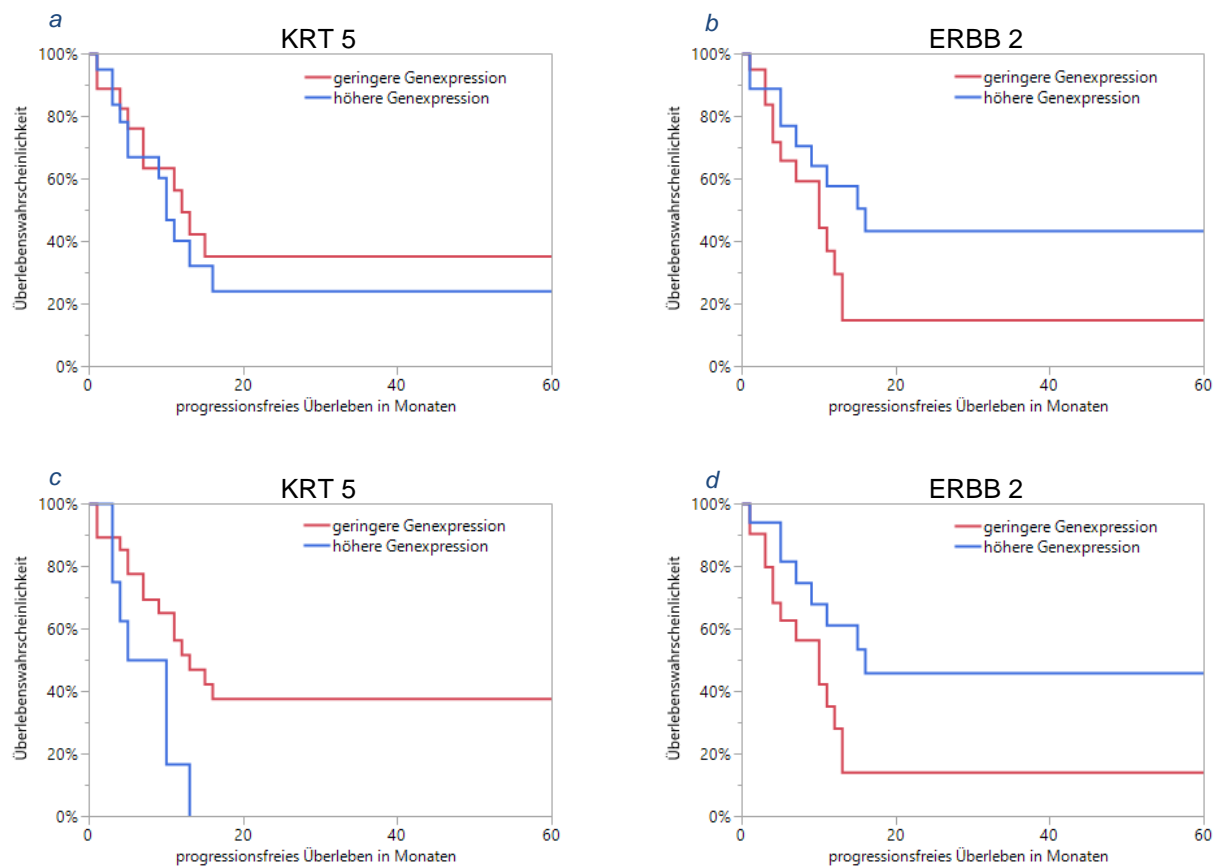 a
KRT 5
100%
80%
60%
40%
20%
0%
Überlebenswahrscheinlichkeit
geringere Genexpression
höhere Genexpression
0 20 40 60
progressionsfreies Überleben in Monaten
b
ERBB 2
100%
80%
60%
40%
20%
0%
Überlebenswahrscheinlichkeit
geringere Genexpression
höhere Genexpression
0 20 40 60
progressionsfreies Überleben in Monaten
c
KRT 5
100%
80%
60%
40%
20%
0%
Überlebenswahrscheinlichkeit
geringere Genexpression
höhere Genexpression
0 20 40 60
progressionsfreies Überleben in Monaten
d
ERBB 2
100%
80%
60%
40%
20%
0%
Überlebenswahrscheinlichkeit
geringere Genexpression
höhere Genexpression
0 20 40 60
progressionsfreies Überleben in Monaten